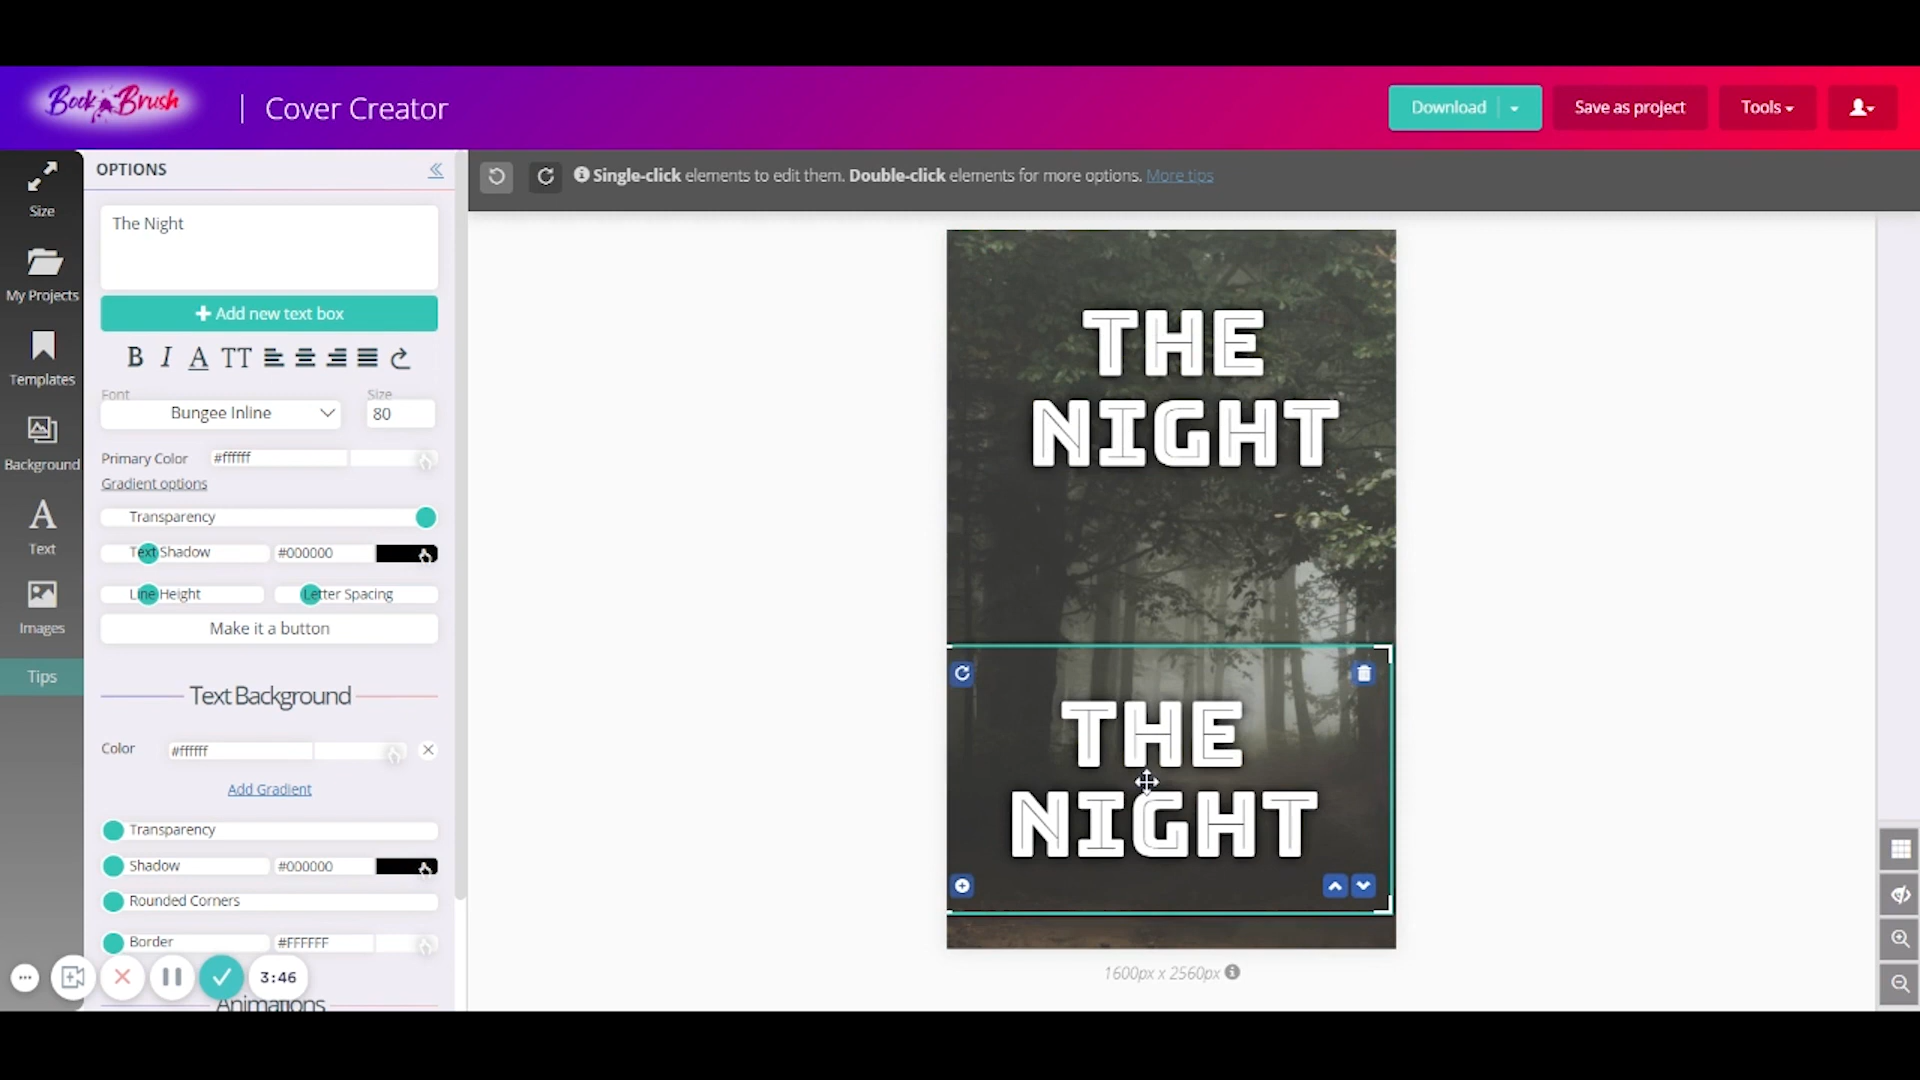 Book Brush
Cover Creator
Download
Save as project
Tools
Size
My Projects
Templates
Background
Text
Images
Tips
OPTIONS
The Night
Add new text box
B I A TT
Font
Bungee Inline
Size
80
Primary Color #ffffff
Gradient options
Transparency
Text Shadow #000000
Line Height Letter Spacing
Make it a button
Text Background
Color #ffffff
Add Gradient
Transparency
Shadow #000000
Rounded Corners
Border #FFFFFF
3:46
Animations
Single-click elements to edit them. Double-click elements for more options. More tips
THE
NIGHT
THE
NIGHT
1600px x 2560px